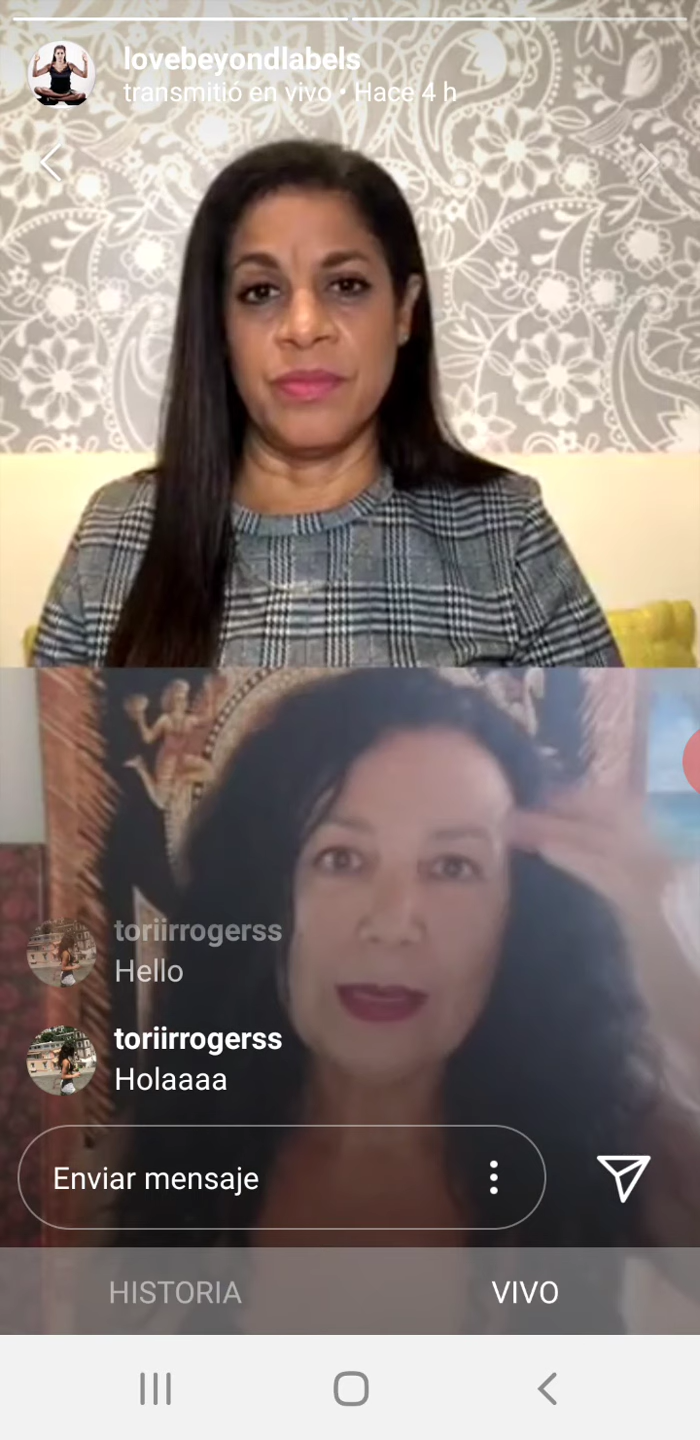 lovebeyondlabels
transmitió en vivo • Hace 4 h
toriirrogerss
Hello
toriirrogerss
Holaaaa
Enviar mensaje
HISTORIA
VIVO